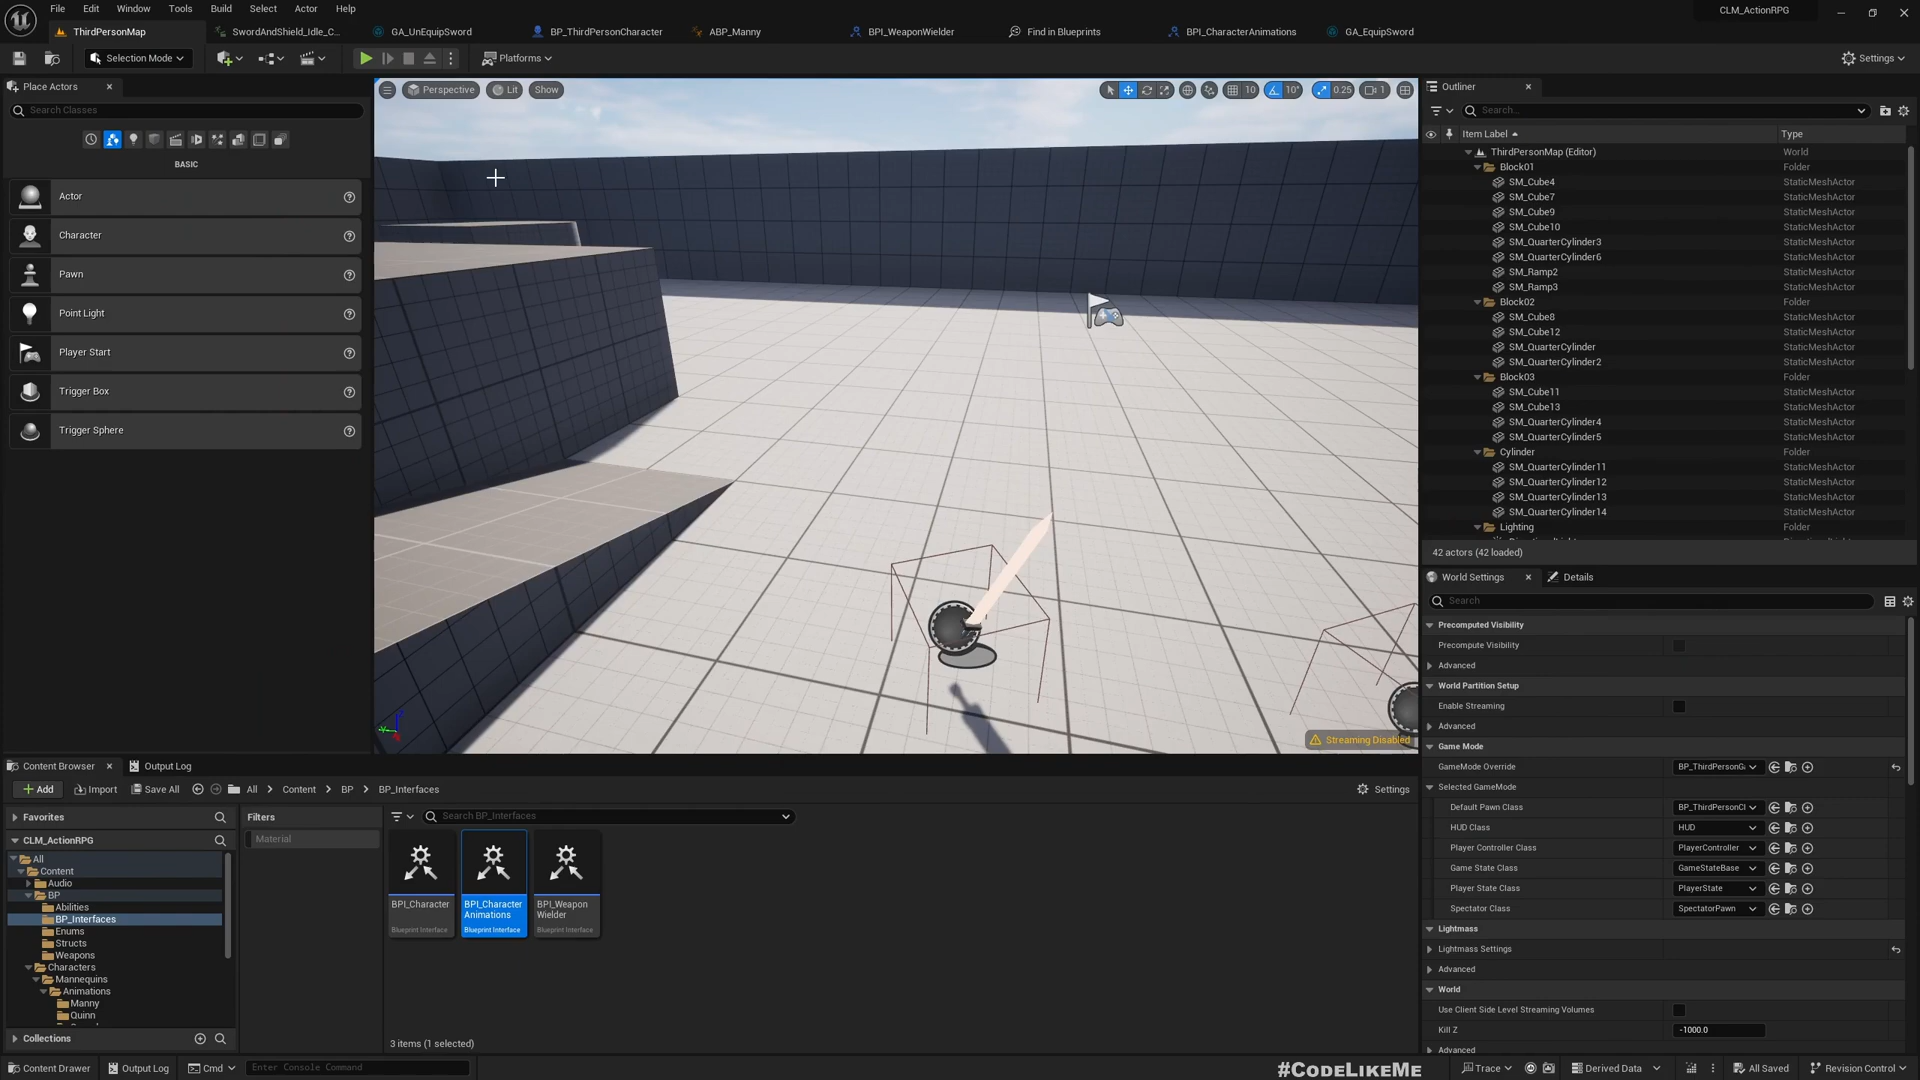 File Edit Window Tools Build Select Actor Help
CLM_ActionRPG
ThirdPersonMap
SwordAndShield_Idle_C...
GA_UnEquipSword
BP_ThirdPersonCharacter
ABP_Manny
BPI_WeaponWielder
Find in Blueprints
BPI_CharacterAnimations
GA_EquipSword
Selection Mode
Platforms
Settings
Place Actors
Search Classes
BASIC
Actor
Character
Pawn
Point Light
Player Start
Trigger Box
Trigger Sphere
Perspective Lit Show
10 10° 0.25 1
Streaming Disabled
Outliner
Search...
Item Label Type
ThirdPersonMap (Editor) World
Block01 Folder
SM_Cube4 StaticMeshActor
SM_Cube7 StaticMeshActor
SM_Cube9 StaticMeshActor
SM_Cube10 StaticMeshActor
SM_QuarterCylinder3 StaticMeshActor
SM_QuarterCylinder6 StaticMeshActor
SM_Ramp2 StaticMeshActor
SM_Ramp3 StaticMeshActor
Block02 Folder
SM_Cube8 StaticMeshActor
SM_Cube12 StaticMeshActor
SM_QuarterCylinder StaticMeshActor
SM_QuarterCylinder2 StaticMeshActor
Block03 Folder
SM_Cube11 StaticMeshActor
SM_Cube13 StaticMeshActor
SM_QuarterCylinder4 StaticMeshActor
SM_QuarterCylinder5 StaticMeshActor
Cylinder Folder
SM_QuarterCylinder11 StaticMeshActor
SM_QuarterCylinder12 StaticMeshActor
SM_QuarterCylinder13 StaticMeshActor
SM_QuarterCylinder14 StaticMeshActor
Lighting Folder
42 actors (42 loaded)
World Settings Details
Search
Precomputed Visibility
Precompute Visibility
Advanced
World Partition Setup
Enable Streaming
Advanced
Game Mode
GameMode Override BP_ThirdPersonGa
Selected GameMode
Default Pawn Class BP_ThirdPersonCl
HUD Class HUD
Player Controller Class PlayerController
Game State Class GameStateBase
Player State Class PlayerState
Spectator Class SpectatorPawn
Lightmass
Lightmass Settings
Advanced
World
Use Client Side Level Streaming Volumes
Kill Z -1000.0
Advanced
Content Browser Output Log
Add Import Save All All Content BP BP_Interfaces Settings
Favorites
CLM_ActionRPG
All
Content
Audio
BP
Abilities
BP_Interfaces
Enums
Structs
Weapons
Characters
Mannequins
Animations
Manny
Quinn
Collections
Filters
Material
Search BP_Interfaces
BPI_Character
Blueprint Interface
BPI_Character
Animations
Blueprint Interface
BPI_Weapon
Wielder
Blueprint Interface
3 items (1 selected)
Content Drawer Output Log Cmd Enter Console Command
#CodeLikeMe
Trace Derived Data All Saved Revision Control